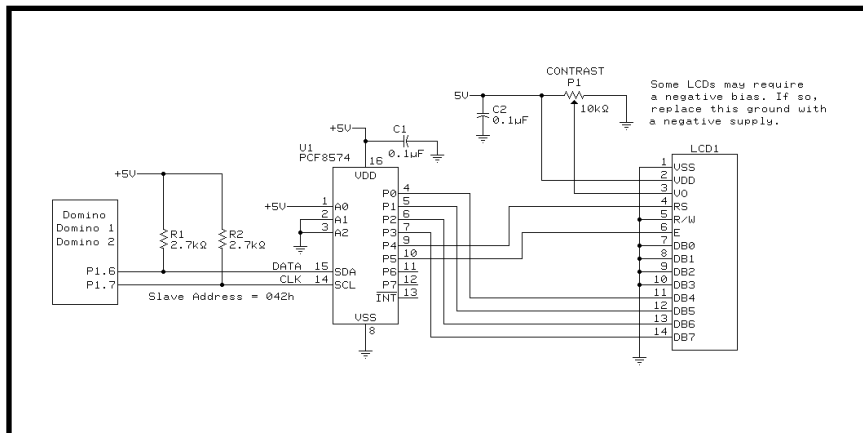 CONTRAST
P1
5V
10kΩ
C2
0.1µF
Some LCDs may require
a negative bias. If so,
replace this ground with
a negative supply.
+5V
C1
0.1µF
U1
PCF8574
16
VDD
+5V
1 A0
2 A1
3 A2
15 SDA
14 SCL
VSS
8
P0 4
P1 5
P2 6
P3 7
P4 9
P5 10
P6 11
P7 12
INT 13
+5V
R1
2.7kΩ
R2
2.7kΩ
Domino
Domino 1
Domino 2
P1.6
P1.7
DATA
CLK
Slave Address = 042h
LCD1
1 VSS
2 VDD
3 VO
4 RS
5 R/W
6 E
7 DB0
8 DB1
9 DB2
10 DB3
11 DB4
12 DB5
13 DB6
14 DB7